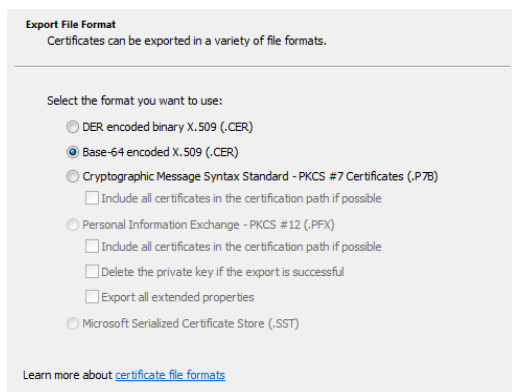 Export File Format
Certificates can be exported in a variety of file formats.
Select the format you want to use:
DER encoded binary X.509 (.CER)
Base-64 encoded X.509 (.CER)
Cryptographic Message Syntax Standard - PKCS #7 Certificates (.P7B)
Include all certificates in the certification path if possible
Personal Information Exchange - PKCS #12 (.PFX)
Include all certificates in the certification path if possible
Delete the private key if the export is successful
Export all extended properties
Microsoft Serialized Certificate Store (.SST)
Learn more about certificate file formats